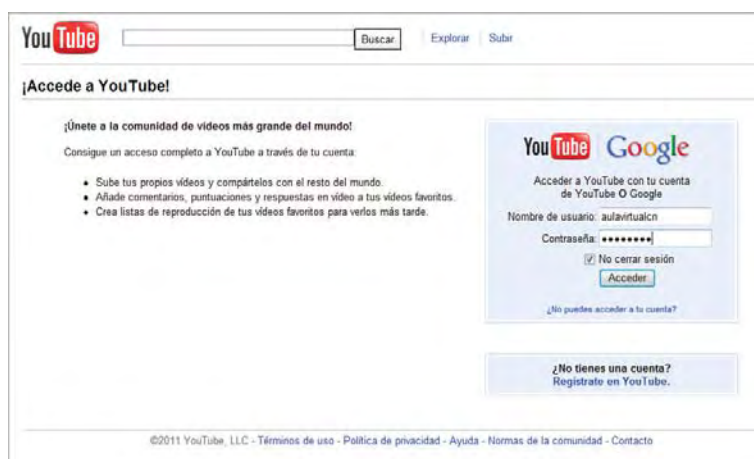 YouTube
Buscar
Explorar
Subir
¡Accede a YouTube!
¡Únete a la comunidad de vídeos más grande del mundo!
Consigue un acceso completo a YouTube a través de tu cuenta:
• Sube tus propios vídeos y compártelos con el resto del mundo.
• Añade comentarios, puntuaciones y respuestas en vídeo a tus vídeos favoritos.
• Crea listas de reproducción de tus vídeos favoritos para verlos más tarde.
YouTube Google
Acceder a YouTube con tu cuenta
de YouTube O Google
Nombre de usuario: aulavirtualcn
Contraseña: ••••••••
No cerrar sesión
Acceder
¿No puedes acceder a tu cuenta?
¿No tienes una cuenta?
Regístrate en YouTube.
©2011 YouTube, LLC - Términos de uso - Política de privacidad - Ayuda - Normas de la comunidad - Contacto